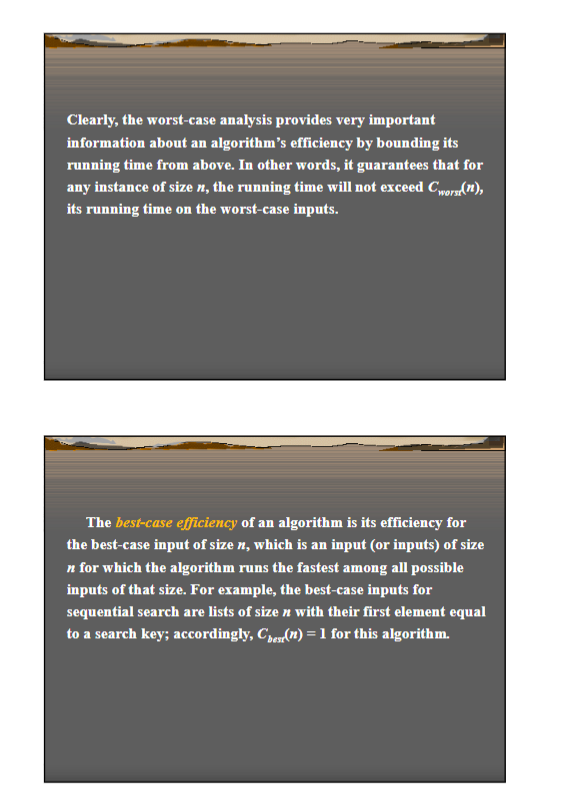 Clearly, the worst-case analysis provides very important
information about an algorithm's efficiency by bounding its
running time from above. In other words, it guarantees that for
any instance of size n, the running time will not exceed Cworst(n),
its running time on the worst-case inputs.
The best-case efficiency of an algorithm is its efficiency for
the best-case input of size n, which is an input (or inputs) of size
n for which the algorithm runs the fastest among all possible
inputs of that size. For example, the best-case inputs for
sequential search are lists of size n with their first element equal
to a search key; accordingly, Cbest(n) = 1 for this algorithm.